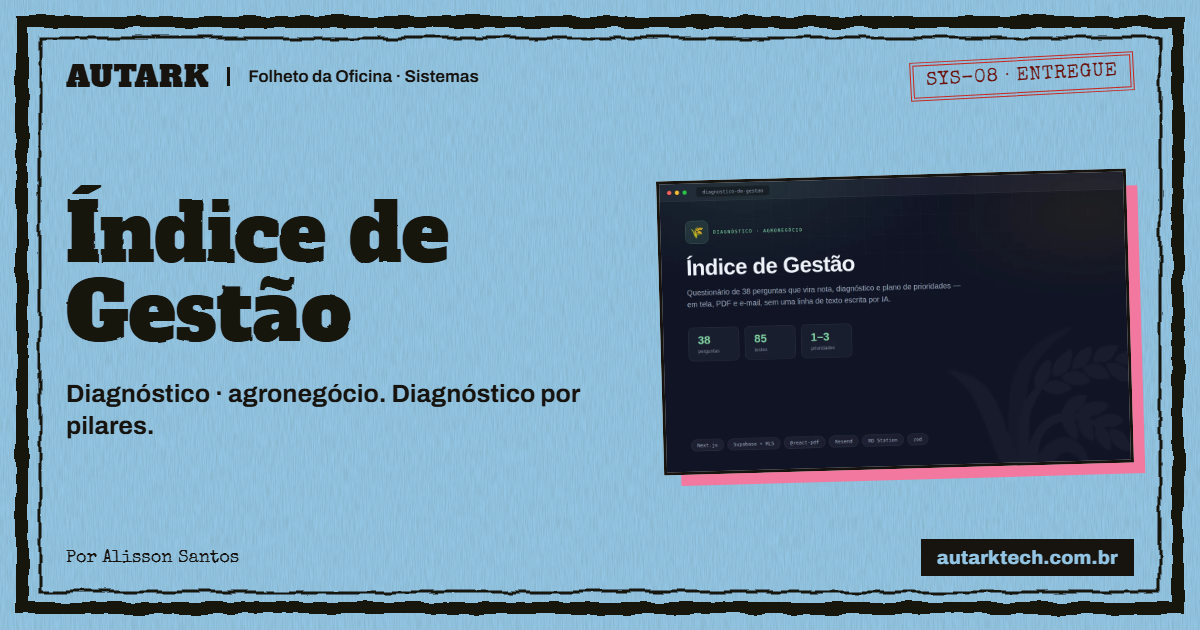 AUTARK
Folheto da Oficina · Sistemas
SYS-08 · ENTREGUE
Índice de
Gestão
Diagnóstico · agronegócio. Diagnóstico por
pilares.
diagnostico-de-gestao
DIAGNÓSTICO · AGRONEGÓCIO
Índice de Gestão
Questionário de 38 perguntas que vira nota, diagnóstico e plano de prioridades —
em tela, PDF e e-mail, sem uma linha de texto escrita por IA.
38
perguntas
85
textos
1–3
prioridades
Next.js
Supabase + RLS
@react-pdf
Resend
RD Station
zod
Por Alisson Santos
autarktech.com.br